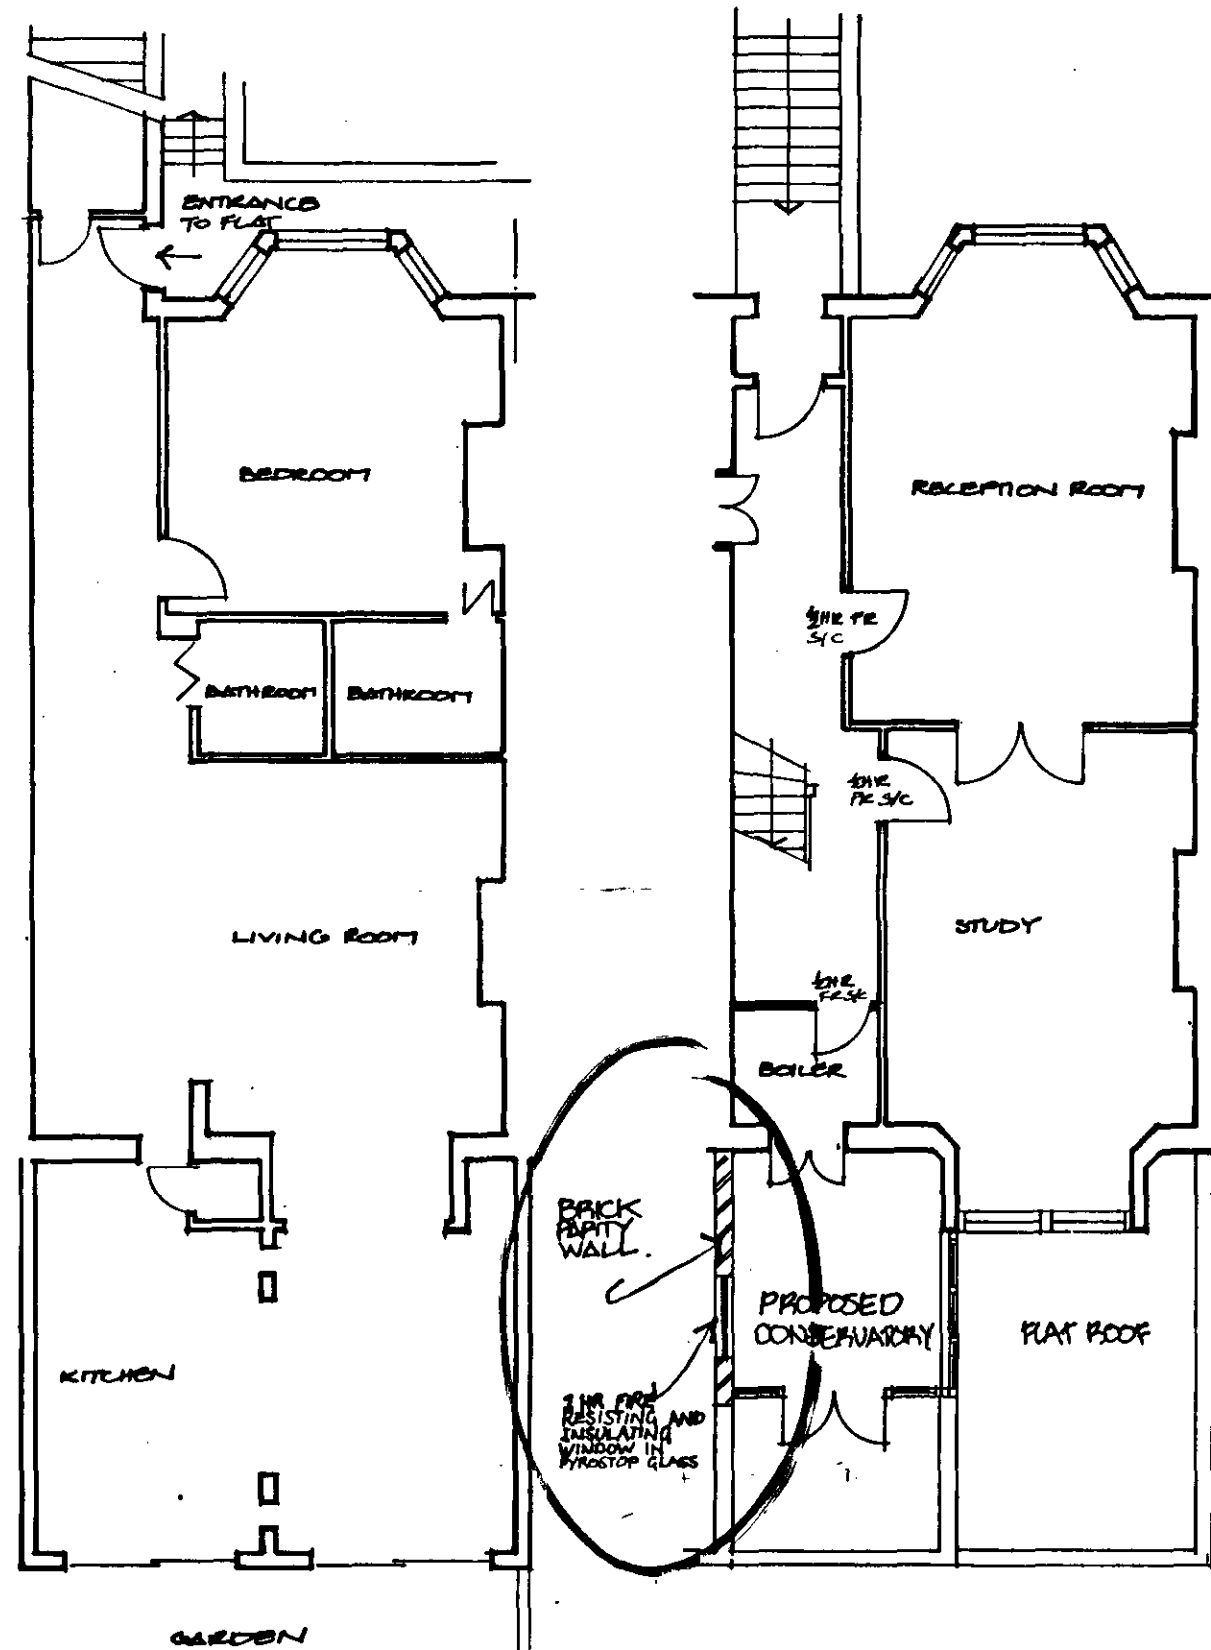 ENTRANCE
TO FLAT
BEDROOM
BATHROOM
BATHROOM
LIVING ROOM
KITCHEN
GARDEN
RECEPTION ROOM
½HR FR
S/C
½HR
FR S/C
STUDY
½HR
FR S/C
BOILER
BRICK
PARTY
WALL.
PROPOSED
CONSERVATORY
FLAT ROOF
HR FIRE
RESISTING AND
INSULATING
WINDOW IN
PYROSTOP GLASS